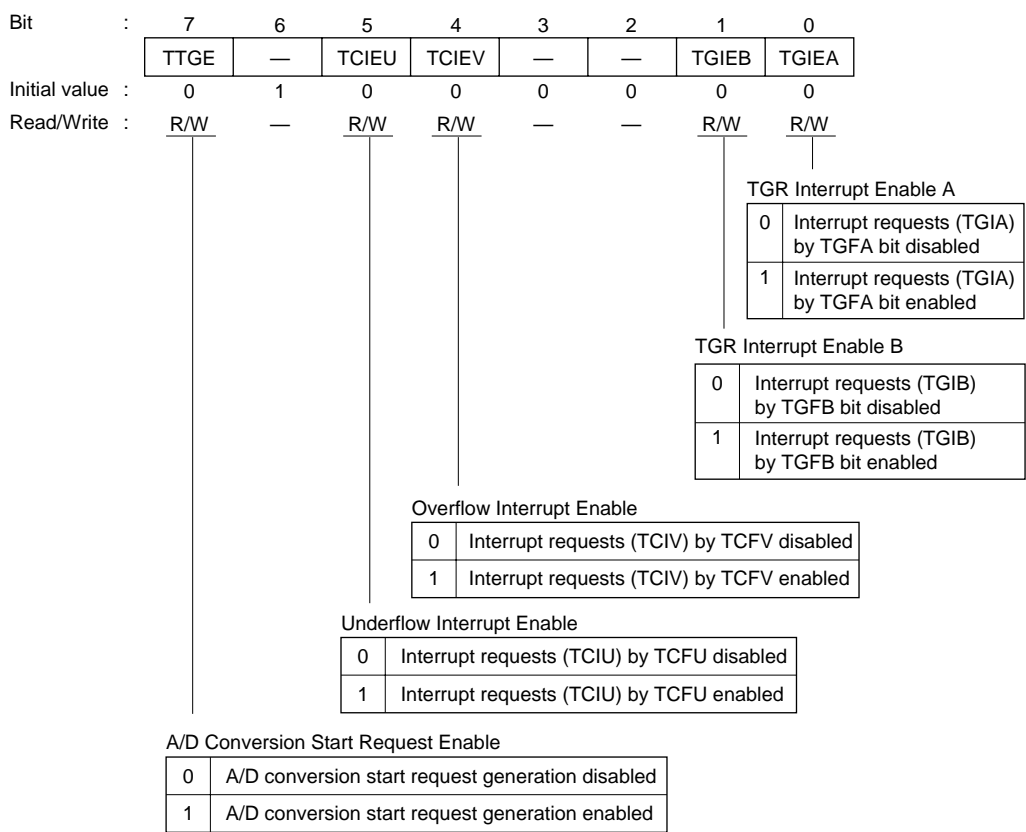 Bit : 7 6 5 4 3 2 1 0
TTGE — TCIEU TCIEV — — TGIEB TGIEA
Initial value : 0 1 0 0 0 0 0 0
Read/Write : R/W — R/W R/W — — R/W R/W
TGR Interrupt Enable A
0 Interrupt requests (TGIA)
by TGFA bit disabled
1 Interrupt requests (TGIA)
by TGFA bit enabled
TGR Interrupt Enable B
0 Interrupt requests (TGIB)
by TGFB bit disabled
1 Interrupt requests (TGIB)
by TGFB bit enabled
Overflow Interrupt Enable
0 Interrupt requests (TCIV) by TCFV disabled
1 Interrupt requests (TCIV) by TCFV enabled
Underflow Interrupt Enable
0 Interrupt requests (TCIU) by TCFU disabled
1 Interrupt requests (TCIU) by TCFU enabled
A/D Conversion Start Request Enable
0 A/D conversion start request generation disabled
1 A/D conversion start request generation enabled